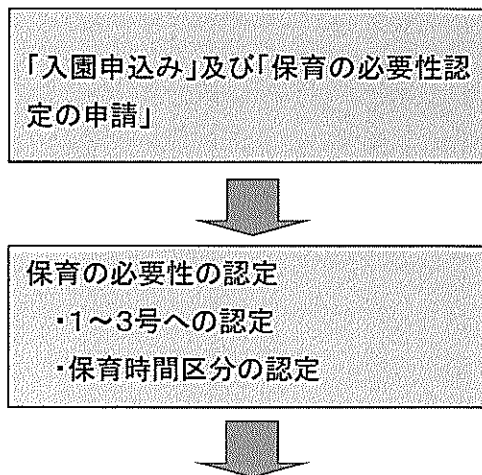 「入園申込み」及び「保育の必要性認
定の申請」
保育の必要性の認定
・1～3号への認定
・保育時間区分の認定